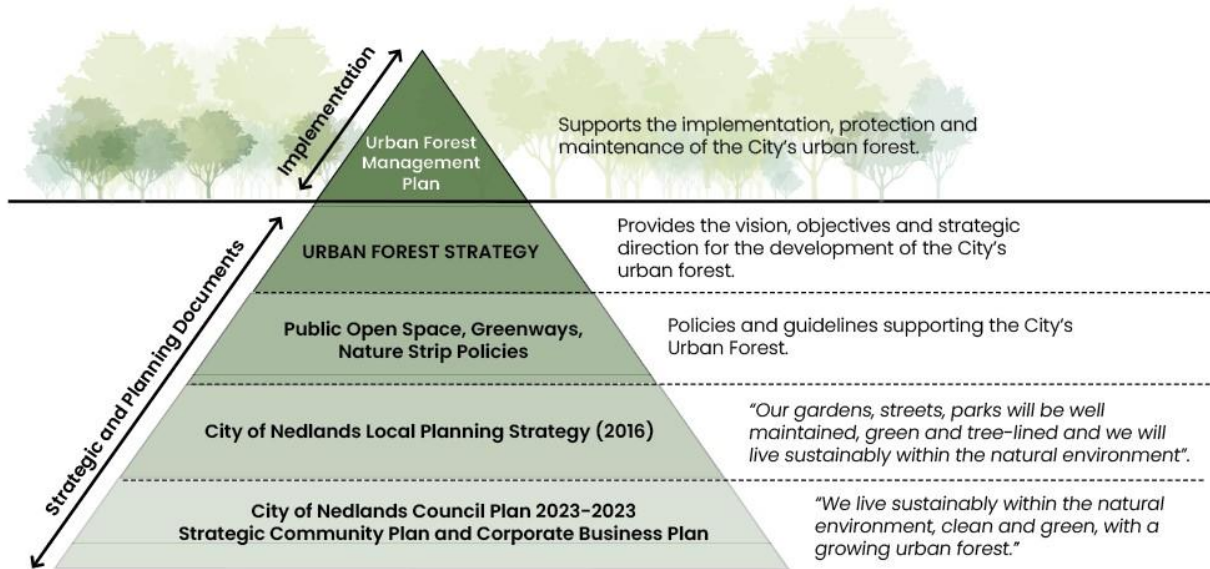 Implementation
Urban Forest
Management
Plan
Supports the implementation, protection and
maintenance of the City's urban forest.
Strategic and Planning Documents
URBAN FOREST STRATEGY
Provides the vision, objectives and strategic
direction for the development of the City's
urban forest.
Public Open Space, Greenways,
Nature Strip Policies
Policies and guidelines supporting the City's
Urban Forest.
City of Nedlands Local Planning Strategy (2016)
"Our gardens, streets, parks will be well
maintained, green and tree-lined and we will
live sustainably within the natural environment".
City of Nedlands Council Plan 2023-2023
Strategic Community Plan and Corporate Business Plan
"We live sustainably within the natural
environment, clean and green, with a
growing urban forest."